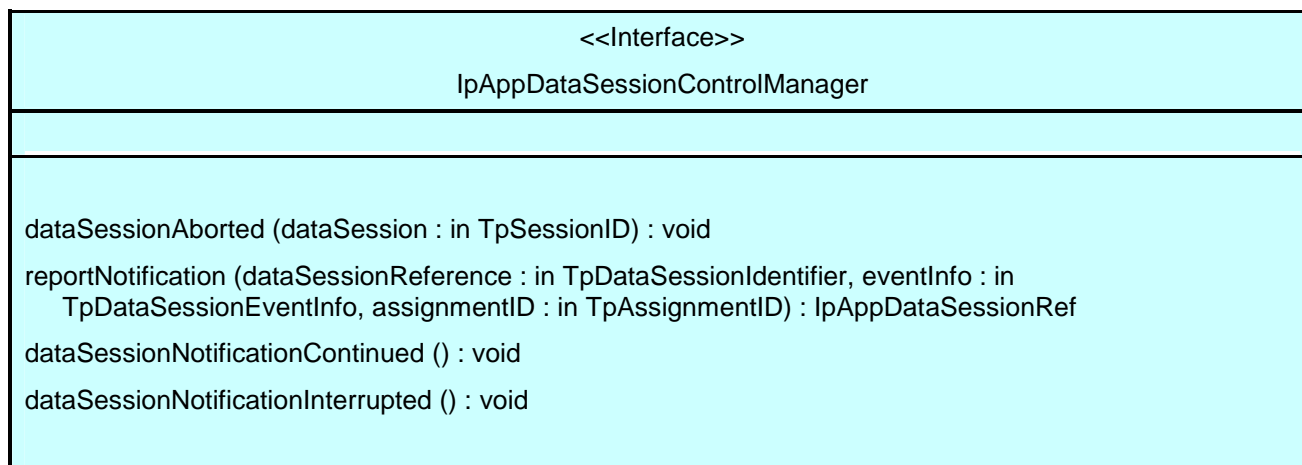 <<Interface>>
IpAppDataSessionControlManager
dataSessionAborted (dataSession : in TpSessionID) : void
reportNotification (dataSessionReference : in TpDataSessionIdentifier, eventInfo : in
TpDataSessionEventInfo, assignmentID : in TpAssignmentID) : IpAppDataSessionRef
dataSessionNotificationContinued () : void
dataSessionNotificationInterrupted () : void